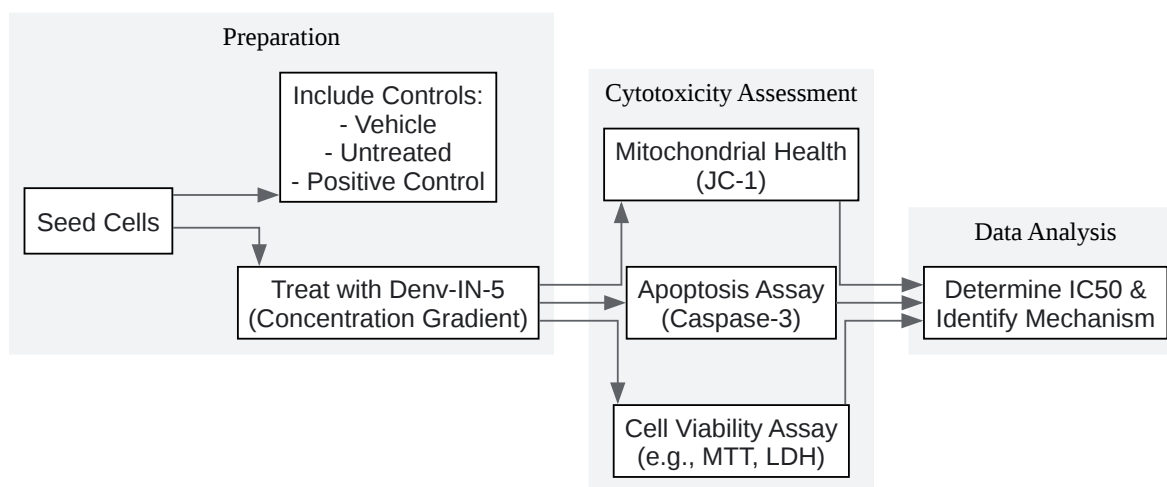 Preparation
Include Controls:
- Vehicle
- Untreated
- Positive Control
Seed Cells
Treat with Denv-IN-5
(Concentration Gradient)
Cytotoxicity Assessment
Mitochondrial Health
(JC-1)
Apoptosis Assay
(Caspase-3)
Cell Viability Assay
(e.g., MTT, LDH)
Data Analysis
Determine IC50 &
Identify Mechanism